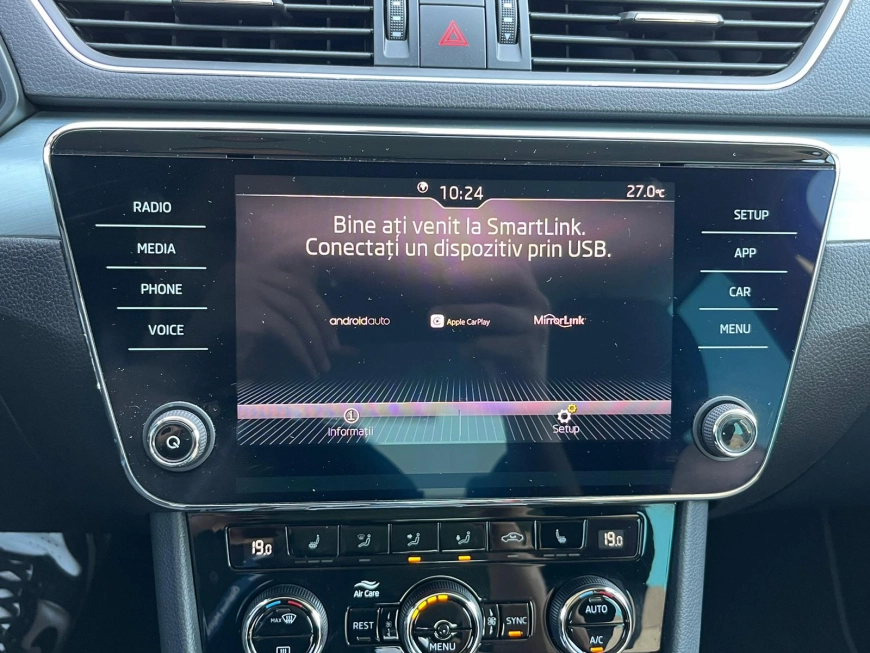 10:24
27.0°C
RADIO
MEDIA
PHONE
VOICE
Bine ați venit la SmartLink.
Conectați un dispozitiv prin USB.
androidauto
Apple CarPlay
MirrorLink
Informații
Setup
SETUP
APP
CAR
MENU
19.0
19.0
Air Care
MAX
REST
MENU
SYNC
AUTO
A/C